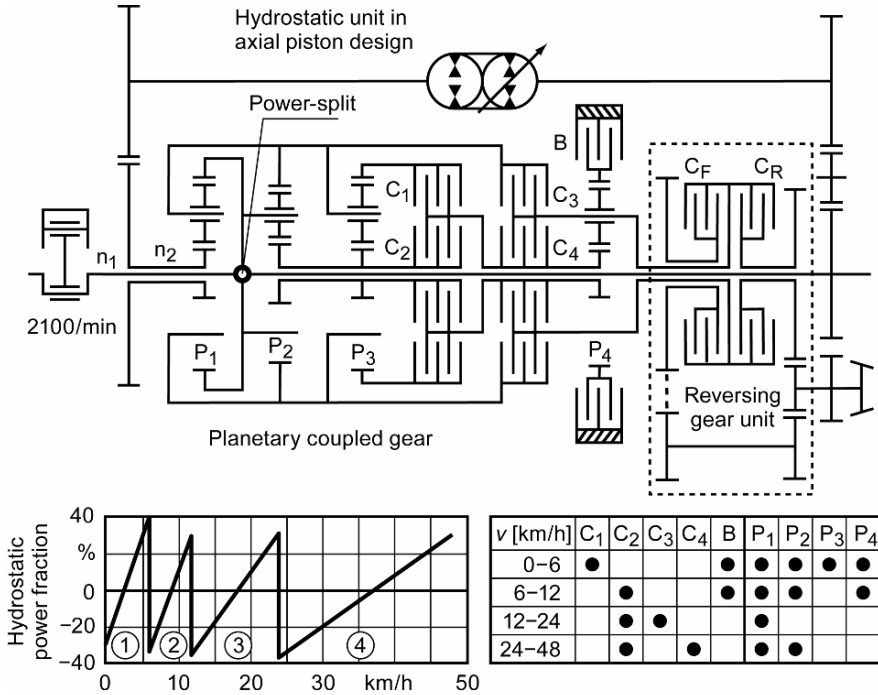 Hydrostatic unit in
axial piston design
Power-split
B
C1
C3
CF
CR
n1
n2
C2
C4
2100/min
P1
P2
P3
P4
Reversing
gear unit
Planetary coupled gear
Hydrostatic
power fraction
40
%
0
−20
−40
1
2
3
4
0
10
20
30
km/h
50
v [km/h] C1 C2 C3 C4 B P1 P2 P3 P4
0−6 ● ● ● ● ● ●
6−12 ● ● ● ● ●
12−24 ● ● ●
24−48 ● ● ● ●